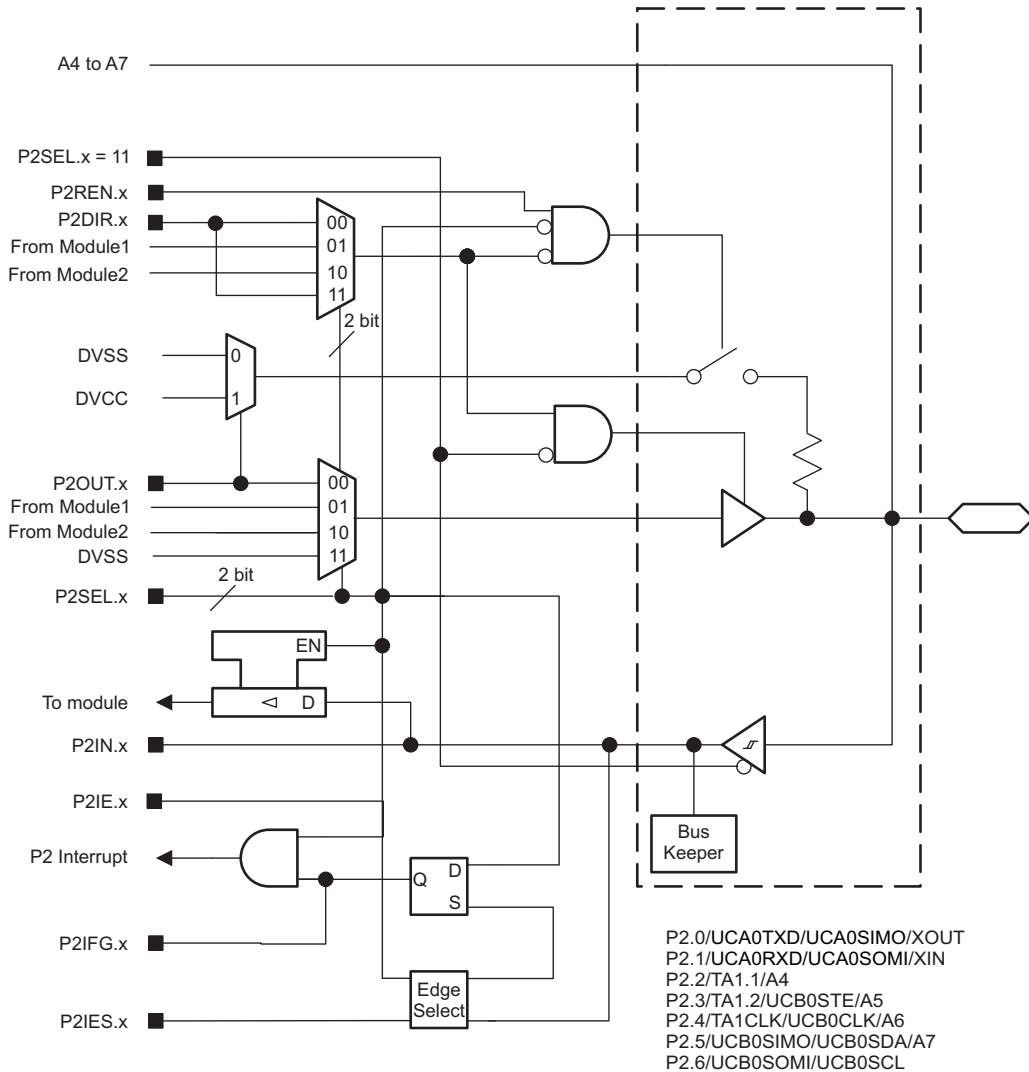 A4 to A7
P2SEL.x = 11
P2REN.x
P2DIR.x
From Module1
From Module2
00
01
10
11
2 bit
DVSS
DVCC
0
1
P2OUT.x
From Module1
From Module2
DVSS
00
01
10
11
2 bit
P2SEL.x
EN
To module
D
P2IN.x
P2IE.x
Bus
Keeper
P2 Interrupt
Q
D
S
P2IFG.x
Edge
Select
P2IES.x
P2.0/UCA0TXD/UCA0SIMO/XOUT
P2.1/UCA0RXD/UCA0SOMI/XIN
P2.2/TA1.1/A4
P2.3/TA1.2/UCB0STE/A5
P2.4/TA1CLK/UCB0CLK/A6
P2.5/UCB0SIMO/UCB0SDA/A7
P2.6/UCB0SOMI/UCB0SCL